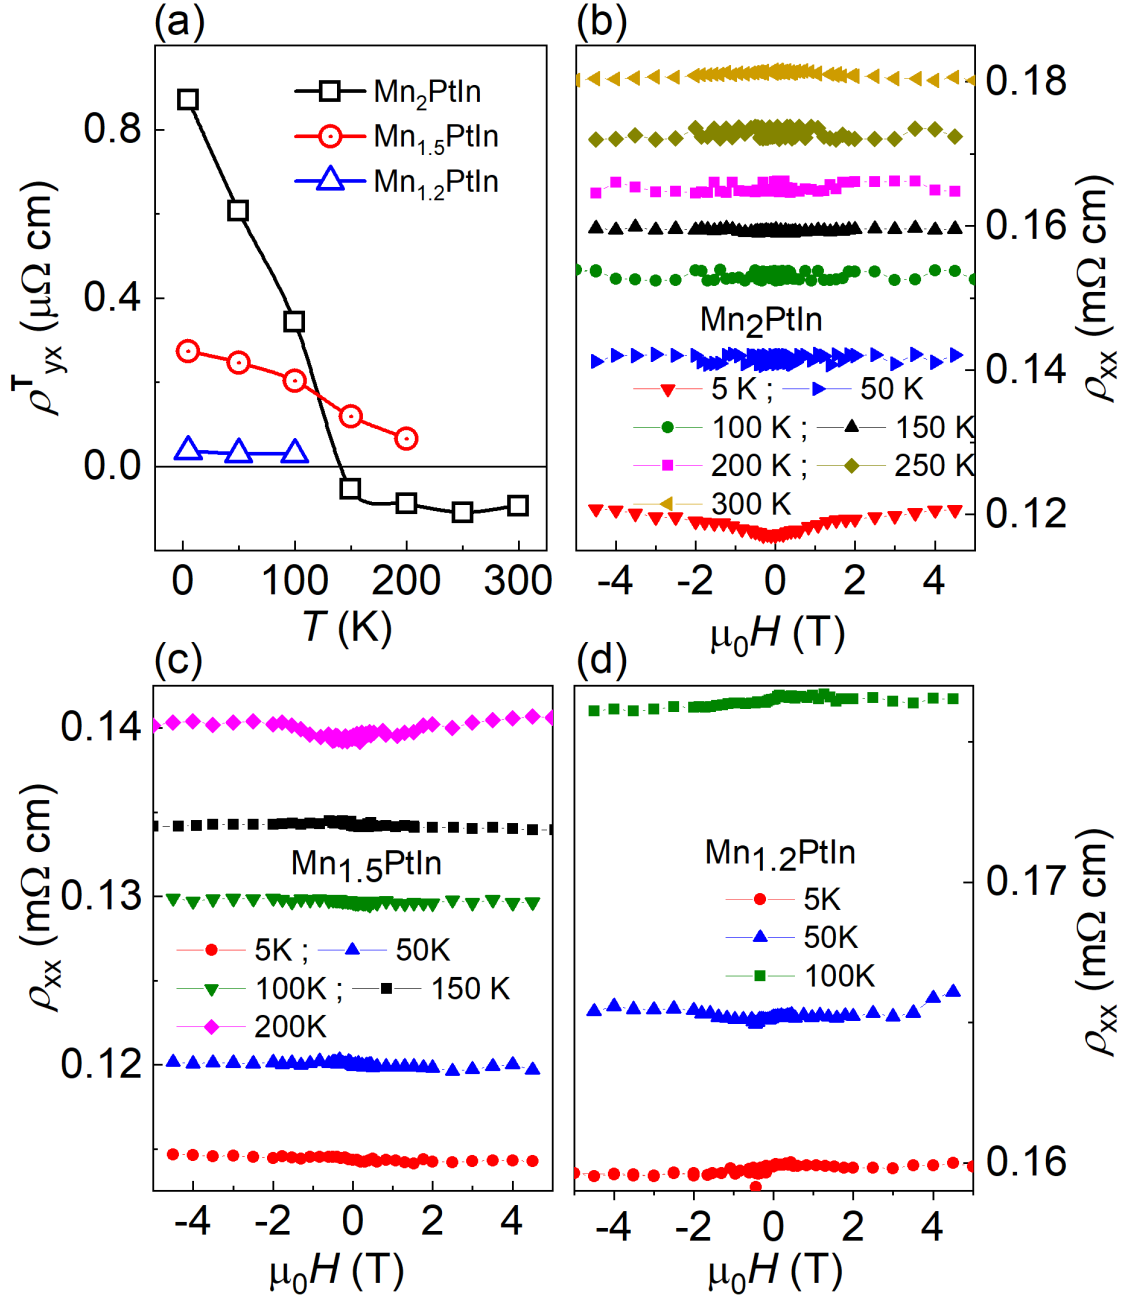 (a)
ρᵀyx (μΩ cm)
0.8
0.4
0.0
Mn₂PtIn
Mn₁.₅PtIn
Mn₁.₂PtIn
0 100 200 300
T (K)
(b)
0.18
0.16
0.14
0.12
ρxx (mΩ cm)
Mn₂PtIn
5 K ; 50 K
100 K ; 150 K
200 K ; 250 K
300 K
-4 -2 0 2 4
μ₀H (T)
(c)
ρxx (mΩ cm)
0.14
0.13
0.12
Mn₁.₅PtIn
5K ; 50K
100K ; 150 K
200K
-4 -2 0 2 4
μ₀H (T)
(d)
Mn₁.₂PtIn
5K
50K
100K
0.17
0.16
ρxx (mΩ cm)
-4 -2 0 2 4
μ₀H (T)